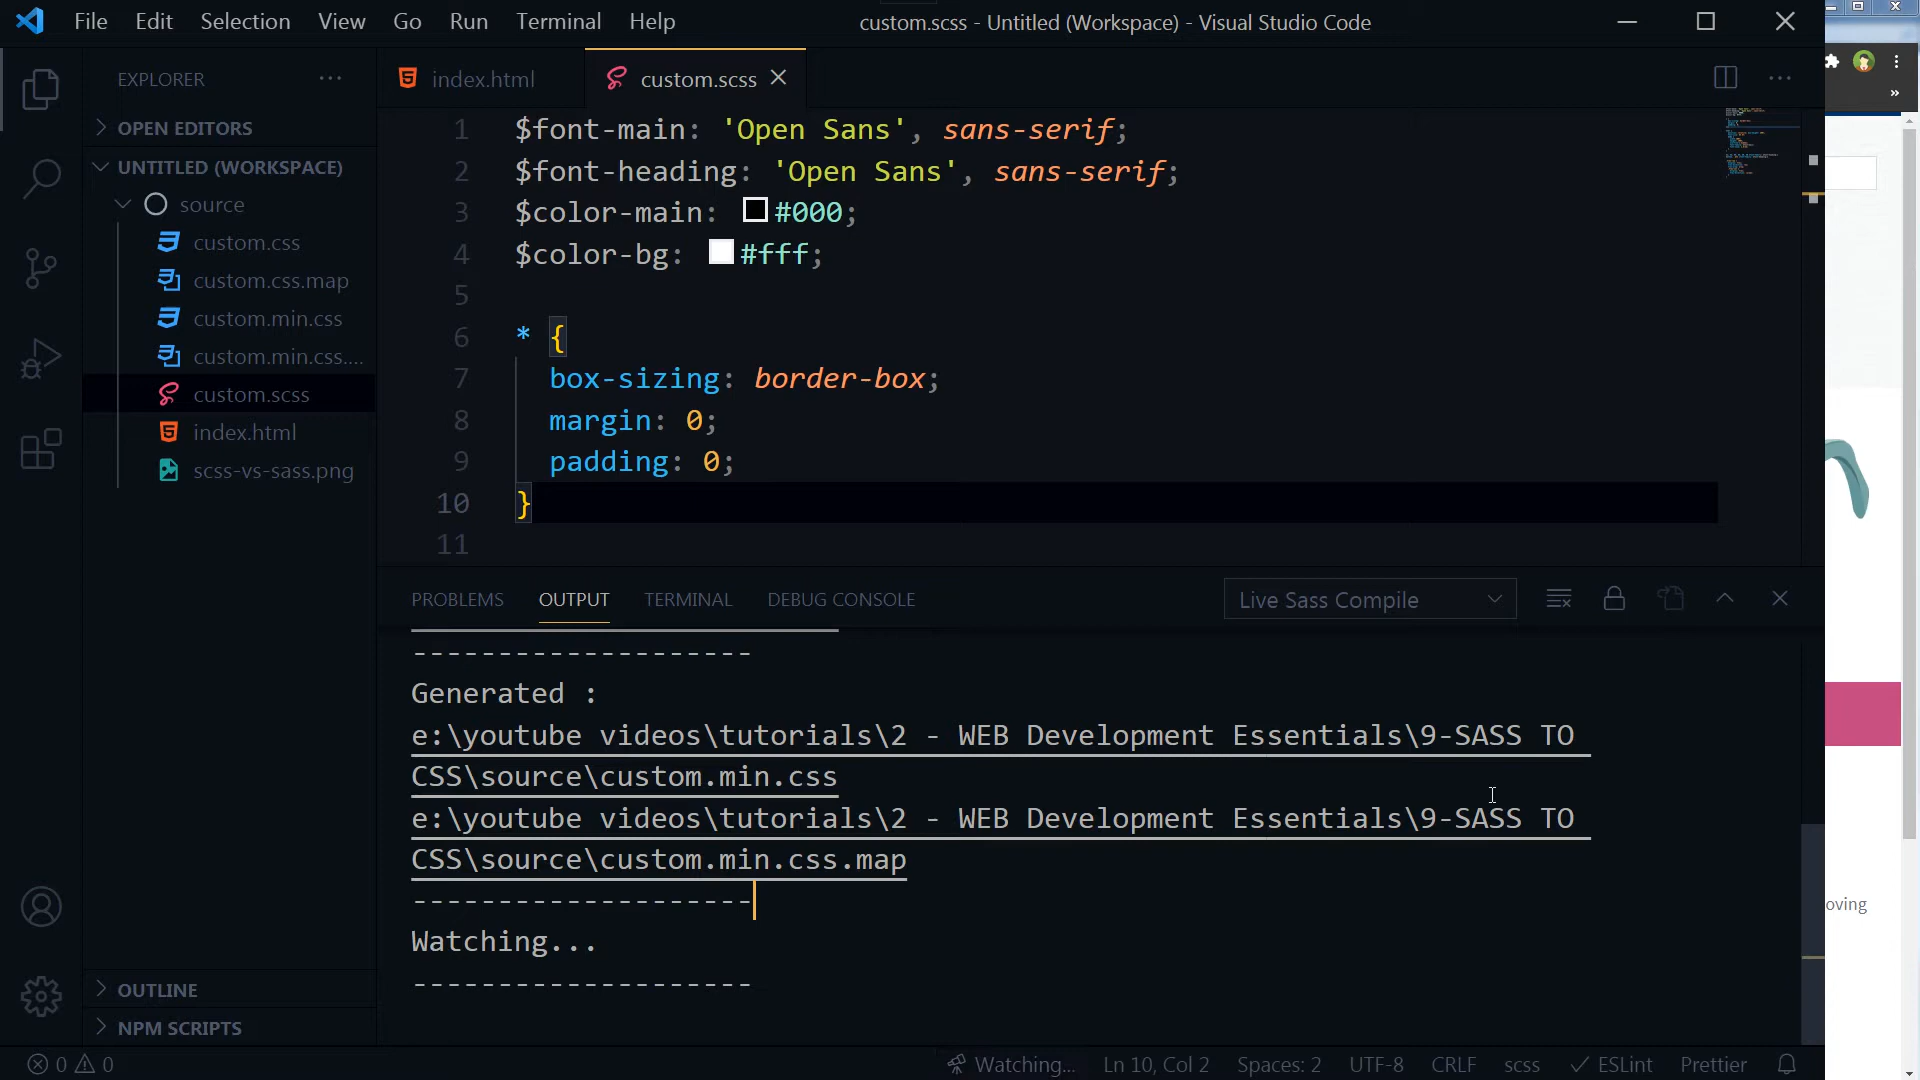 File Edit Selection View Go Run Terminal Help custom.scss - Untitled (Workspace) - Visual Studio Code
EXPLORER
index.html custom.scss
OPEN EDITORS
UNTITLED (WORKSPACE)
source
custom.css
custom.css.map
custom.min.css
custom.min.css....
custom.scss
index.html
scss-vs-sass.png
OUTLINE
NPM SCRIPTS
1 $font-main: 'Open Sans', sans-serif;
2 $font-heading: 'Open Sans', sans-serif;
3 $color-main: #000;
4 $color-bg: #fff;
5
6 * {
7 box-sizing: border-box;
8 margin: 0;
9 padding: 0;
10 }
11
PROBLEMS OUTPUT TERMINAL DEBUG CONSOLE Live Sass Compile
--------------------
Generated :
e:\youtube videos\tutorials\2 - WEB Development Essentials\9-SASS TO
CSS\source\custom.min.css
e:\youtube videos\tutorials\2 - WEB Development Essentials\9-SASS TO
CSS\source\custom.min.css.map
--------------------
Watching...
--------------------
oving
0 0 Watching... Ln 10, Col 2 Spaces: 2 UTF-8 CRLF scss ESLint Prettier